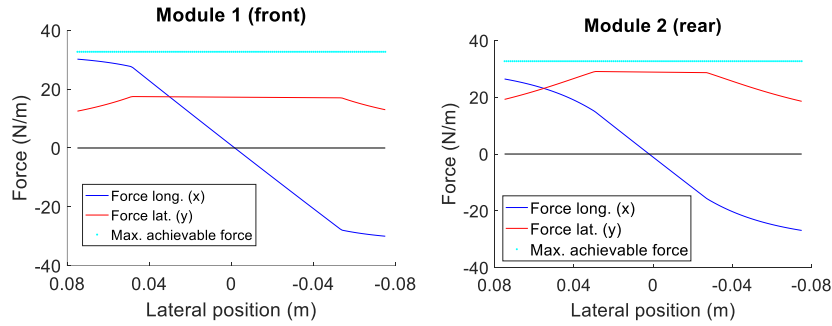 Module 1 (front)
Force (N/m)
40
20
0
-20
-40
Force long. (x)
Force lat. (y)
Max. achievable force
0.08
0.04
0
-0.04
-0.08
Lateral position (m)
Module 2 (rear)
Force (N/m)
40
20
0
-20
-40
Force long. (x)
Force lat. (y)
Max. achievable force
0.08
0.04
0
-0.04
-0.08
Lateral position (m)